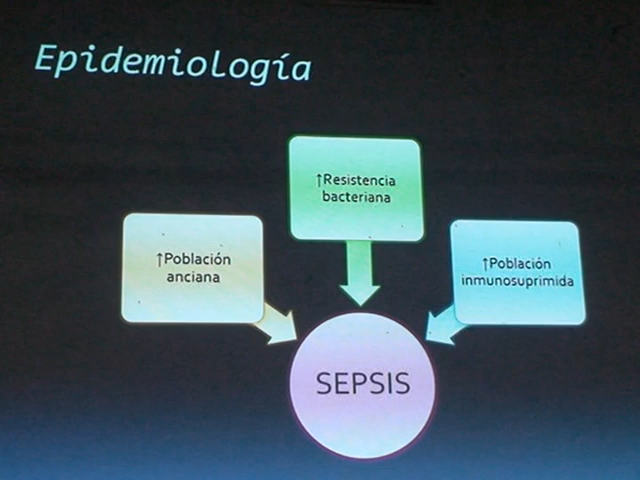 Epidemiología
↑Resistencia
bacteriana
↑Población
anciana
↑Población
inmunosuprimida
SEPSIS